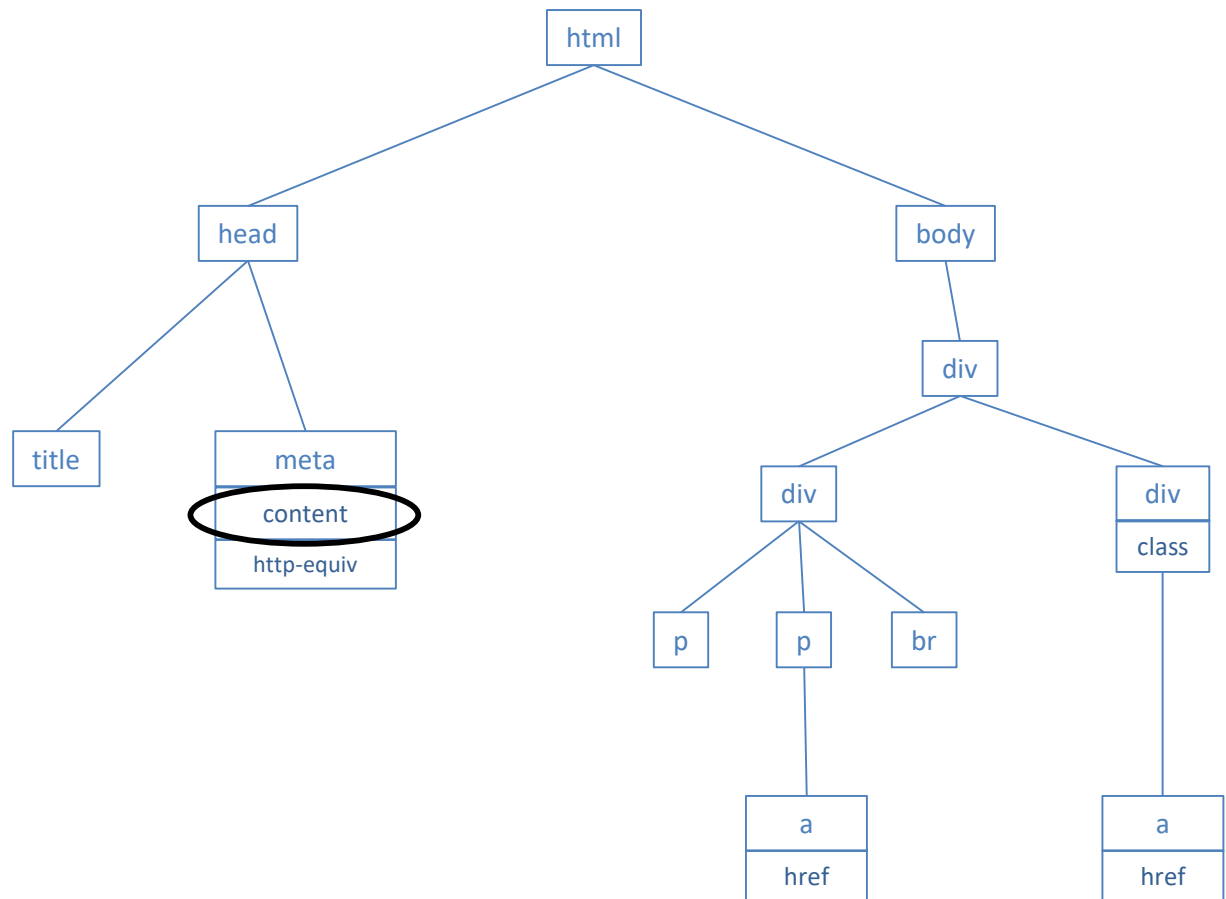 html
head
body
div
title
meta
content
http-equiv
div
div
class
p
p
br
a
href
a
href